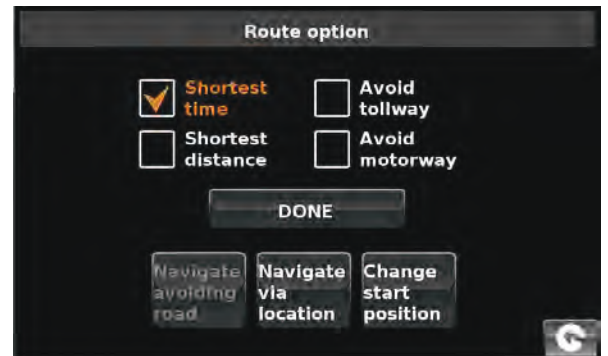 Route option
Shortest
time
Avoid
tollway
Shortest
distance
Avoid
motorway
DONE
Navigate
avoiding
road
Navigate
via
location
Change
start
position